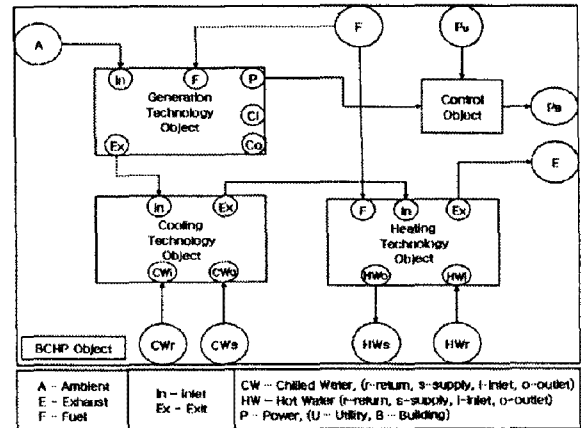 A
F
Pu
In
F
P
Generation
Technology
Object
Cl
Co
Ex
Control
Object
PB
E
In
Ex
Cooling
Technology
Object
CWi
CWo
F
In
Ex
Heating
Technology
Object
HWo
HWi
BCHP Object
CWr
CWs
HWs
HWr
A - Ambient
E - Exhaust
F - Fuel
In - Inlet
Ex - Exit
CW - Chilled Water, (r-return, s-supply, i-inlet, o-outlet)
HW - Hot Water (r-return, s-supply, i-inlet, o-outlet)
P - Power, (U - Utility, B - Building)